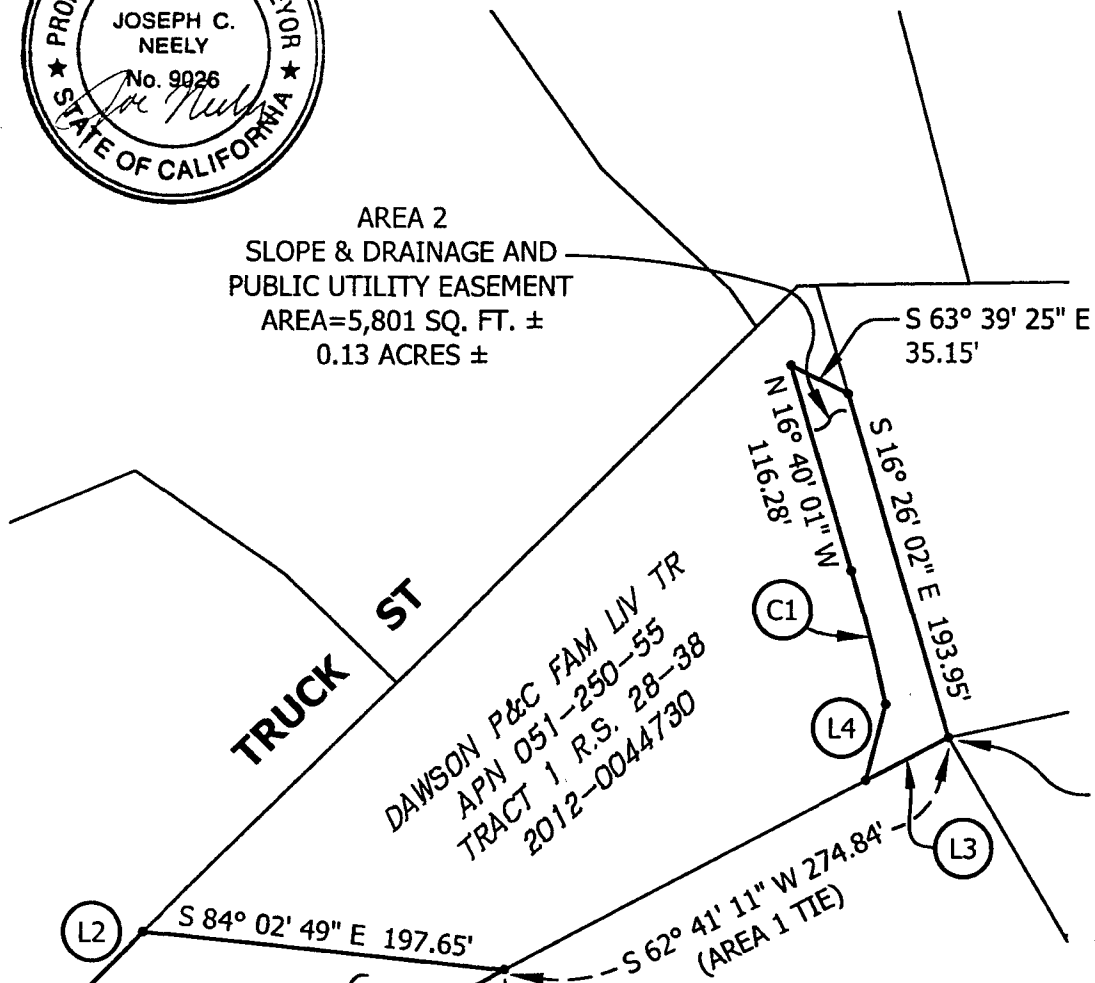 JOSEPH C.
NEELY
No. 9026
Joe Neely
★ STATE OF CALIFORNIA ★
AREA 2
SLOPE & DRAINAGE AND
PUBLIC UTILITY EASEMENT
AREA=5,801 SQ. FT. ±
0.13 ACRES ±
S 63° 39' 25" E
35.15'
N 16° 40' 01" W
116.28'
S 16° 26' 02" E 193.95'
C1
TRUCK ST
DAWSON P&C FAM LIV TR
APN 051-250-55
TRACT 1 R.S. 28-38
2012-0044730
L4
L3
L2
S 84° 02' 49" E 197.65'
S 62° 41' 11" W 274.84'
(AREA 1 TIE)